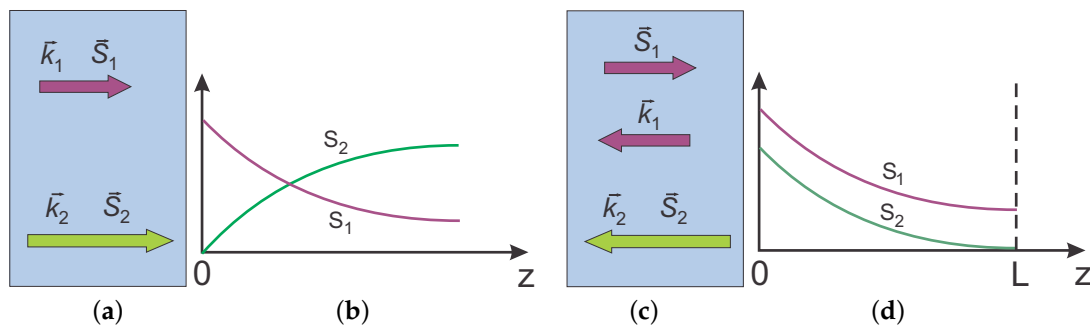 k⃗₁ S⃗₁
k⃗₂ S⃗₂
S₂
S₁
0 z
S⃗₁
k⃗₁
k⃗₂ S⃗₂
S₁
S₂
0 L z
(a) (b) (c) (d)